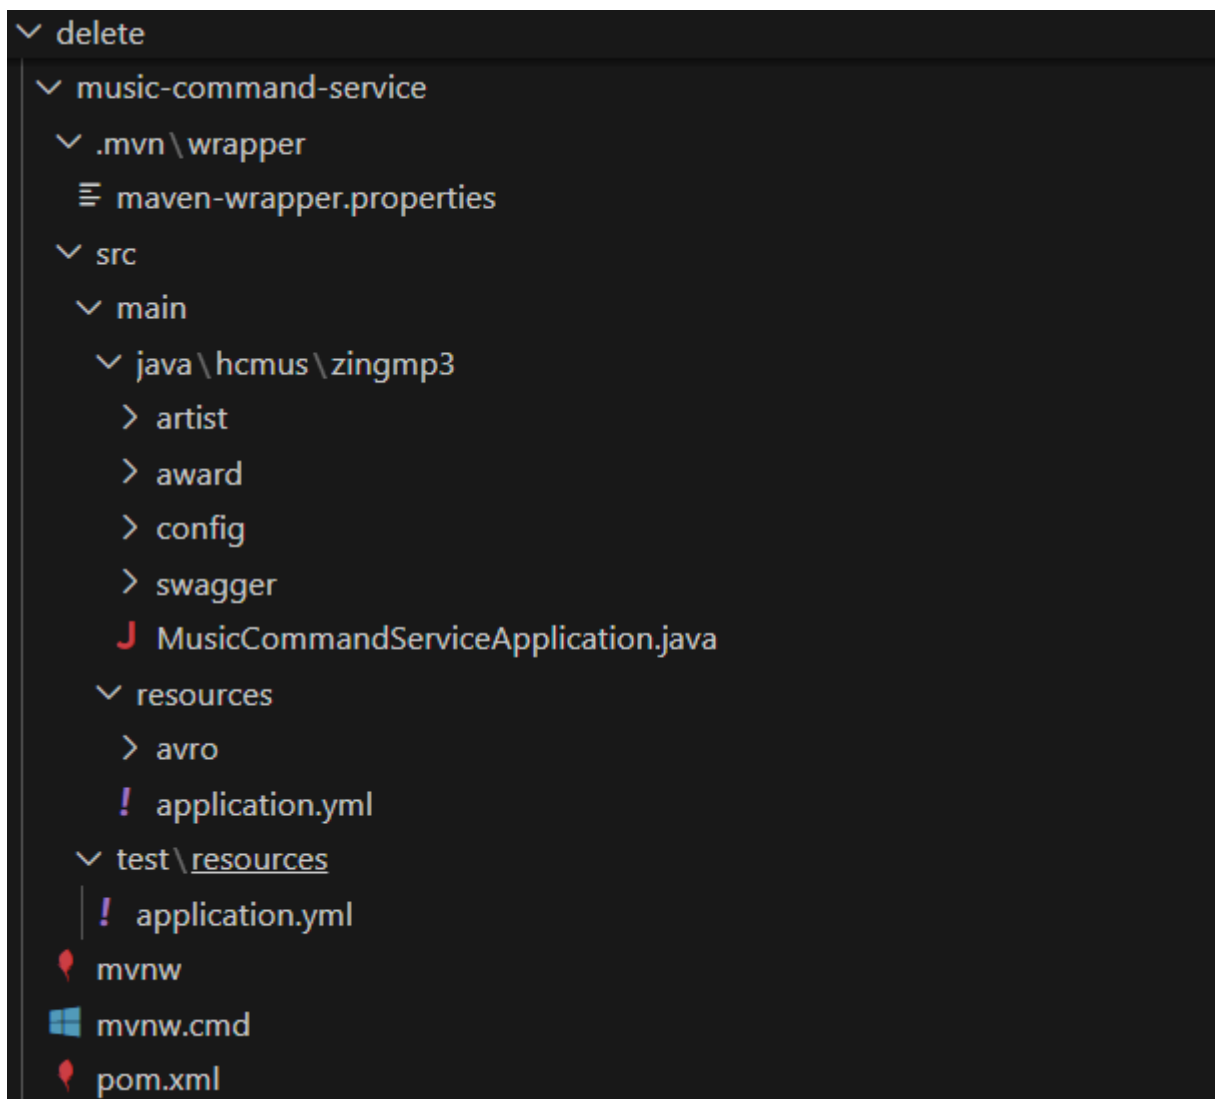 delete
music-command-service
.mvn\wrapper
maven-wrapper.properties
src
main
java\hcmus\zingmp3
artist
award
config
swagger
MusicCommandServiceApplication.java
resources
avro
application.yml
test\resources
application.yml
mvnw
mvnw.cmd
pom.xml